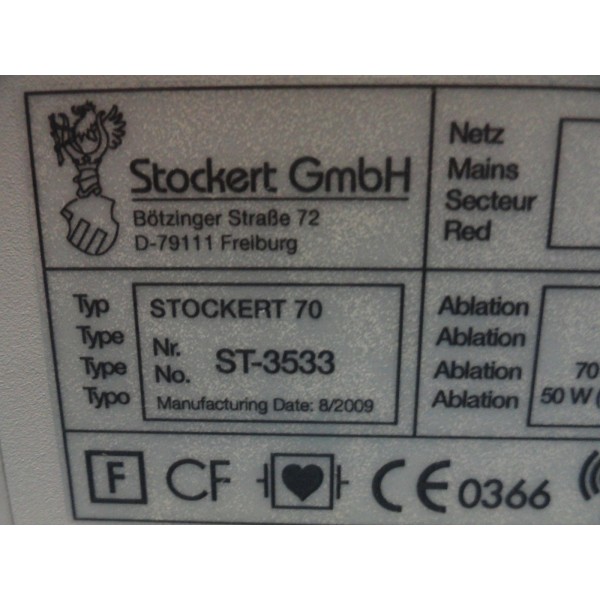 Stockert GmbH
Bötzinger Straße 72
D-79111 Freiburg
Netz
Mains
Secteur
Red
Typ
Type
Type
Typo
STOCKERT 70
Nr.
No.
ST-3533
Manufacturing Date: 8/2009
Ablation
Ablation
Ablation
Ablation
70
50 W (
F
CF
CE 0366